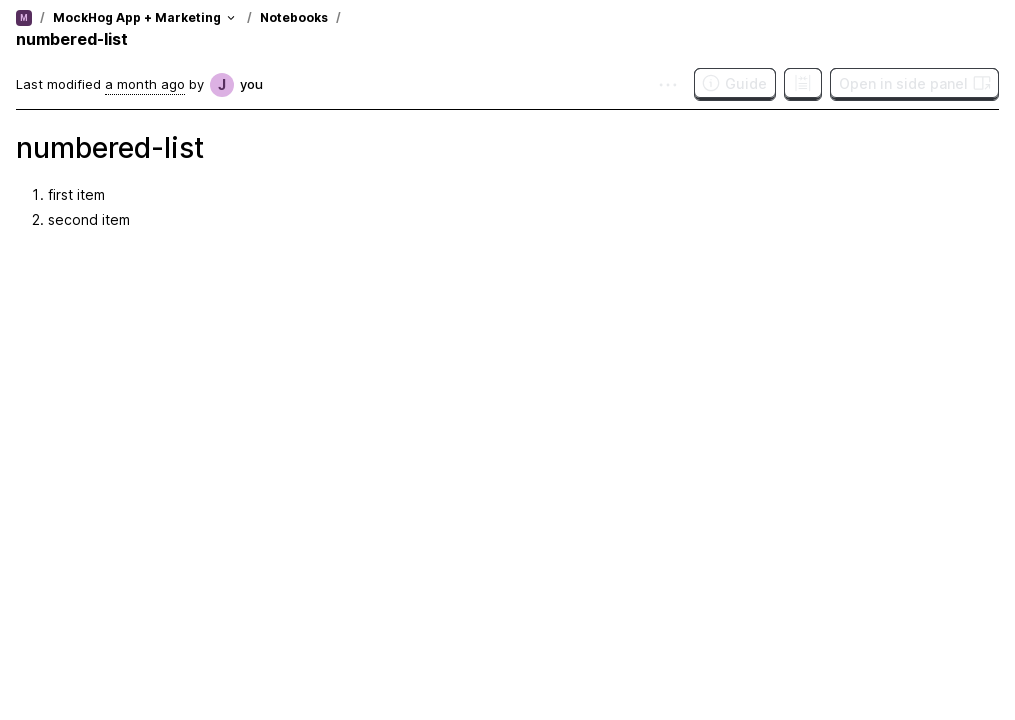 M / MockHog App + Marketing / Notebooks /
numbered-list
Last modified a month ago by J you
Guide
Open in side panel
numbered-list
1. first item
2. second item